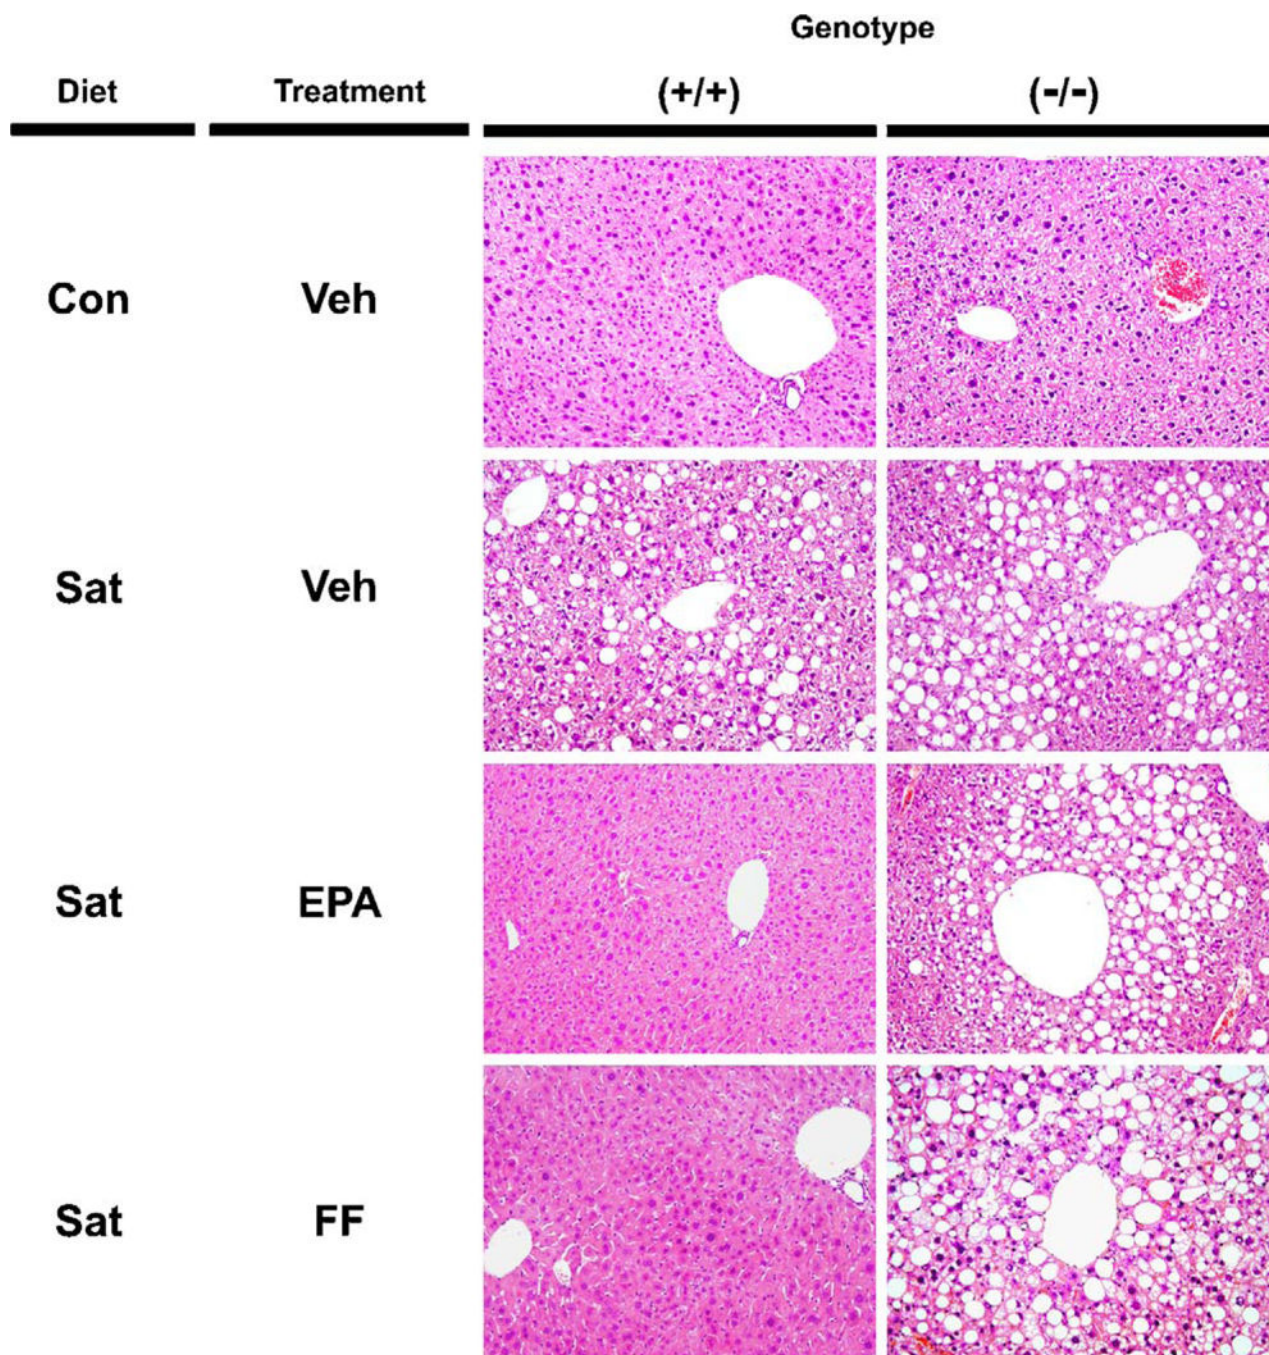 Genotype
Diet Treatment (+/+) (-/-)
Con Veh
Sat Veh
Sat EPA
Sat FF